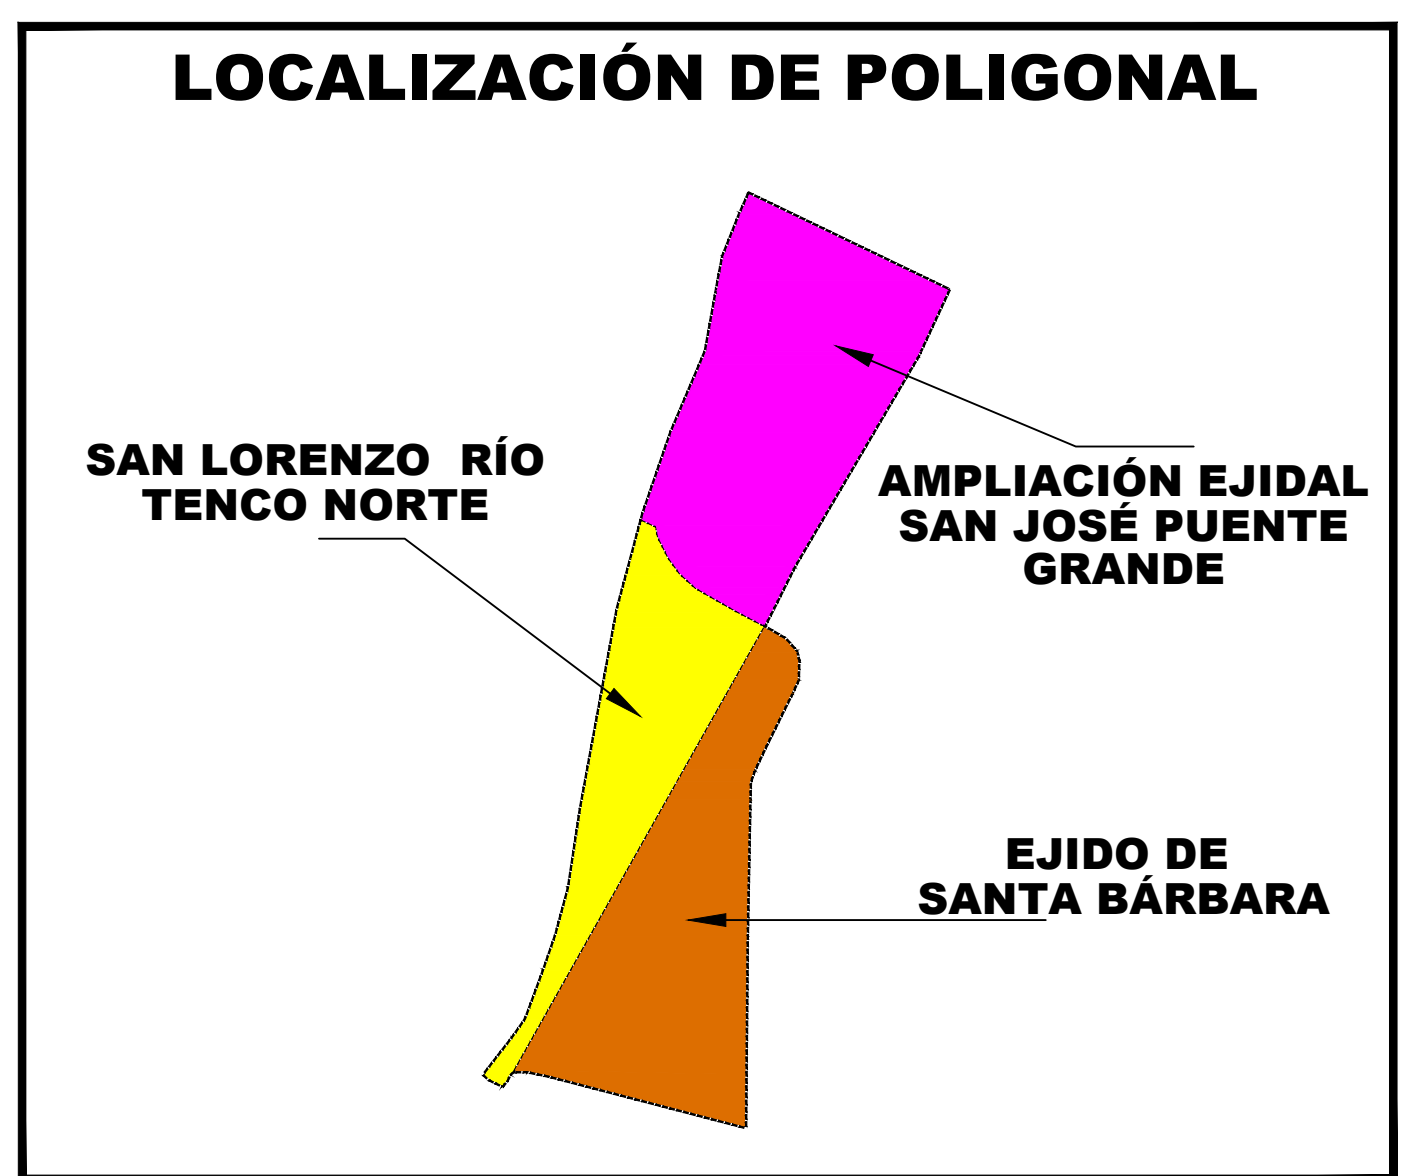 LOCALIZACIÓN DE POLIGONAL
SAN LORENZO RÍO
TENCO NORTE
AMPLIACIÓN EJIDAL
SAN JOSÉ PUENTE
GRANDE
EJIDO DE
SANTA BÁRBARA